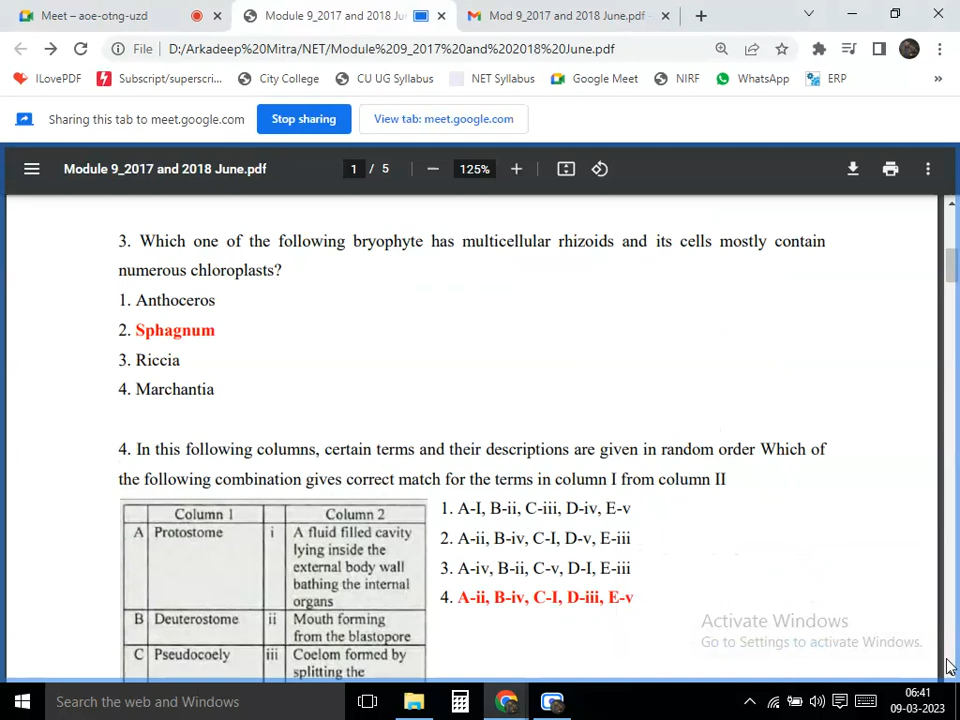 Meet – aoe-otng-uzd
Module 9_2017 and 2018 Ju
Mod 9_2017 and 2018 June.pdf -
File | D:/Arkadeep%20Mitra/NET/Module%209_2017%20and%202018%20June.pdf
ILovePDF
Subscript/superscri...
City College
CU UG Syllabus
NET Syllabus
Google Meet
NIRF
WhatsApp
ERP
»
Sharing this tab to meet.google.com
Stop sharing
View tab: meet.google.com
Module 9_2017 and 2018 June.pdf
1 / 5
125%
3. Which one of the following bryophyte has multicellular rhizoids and its cells mostly contain
numerous chloroplasts?
1. Anthoceros
2. Sphagnum
3. Riccia
4. Marchantia
4. In this following columns, certain terms and their descriptions are given in random order Which of
the following combination gives correct match for the terms in column I from column II
Column 1 Column 2
A Protostome i A fluid filled cavity
lying inside the
external body wall
bathing the internal
organs
B Deuterostome ii Mouth forming
from the blastopore
C Pseudocoely iii Coelom formed by
splitting the
1. A-I, B-ii, C-iii, D-iv, E-v
2. A-ii, B-iv, C-I, D-v, E-iii
3. A-iv, B-ii, C-v, D-I, E-iii
4. A-ii, B-iv, C-I, D-iii, E-v
Activate Windows
Go to Settings to activate Windows.
Search the web and Windows
06:41
09-03-2023